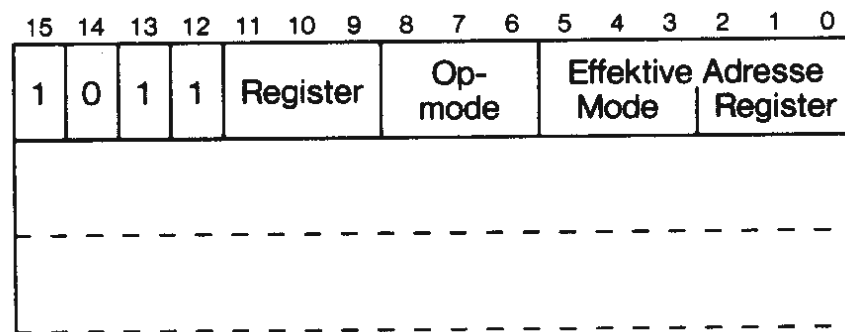 15 14 13 12 11 10 9 8 7 6 5 4 3 2 1 0
1 0 1 1 Register Op- Effektive Adresse
mode Mode Register